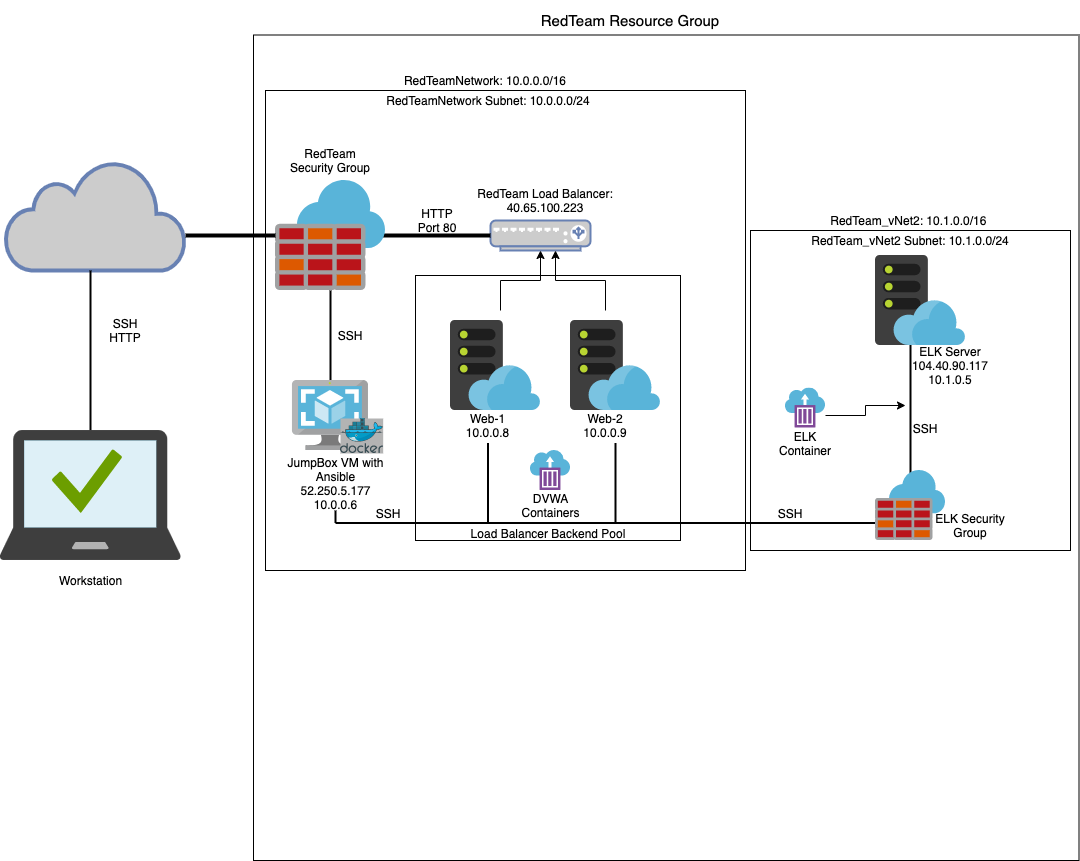 RedTeam Resource Group
RedTeamNetwork: 10.0.0.0/16
RedTeamNetwork Subnet: 10.0.0.0/24
RedTeam
Security Group
HTTP
Port 80
RedTeam Load Balancer:
40.65.100.223
RedTeam_vNet2: 10.1.0.0/16
RedTeam_vNet2 Subnet: 10.1.0.0/24
SSH
HTTP
SSH
ELK Server
104.40.90.117
10.1.0.5
Web-1
10.0.0.8
Web-2
10.0.0.9
SSH
ELK
Container
docker
JumpBox VM with
Ansible
52.250.5.177
10.0.0.6
DVWA
Containers
SSH
SSH
ELK Security
Group
Load Balancer Backend Pool
Workstation